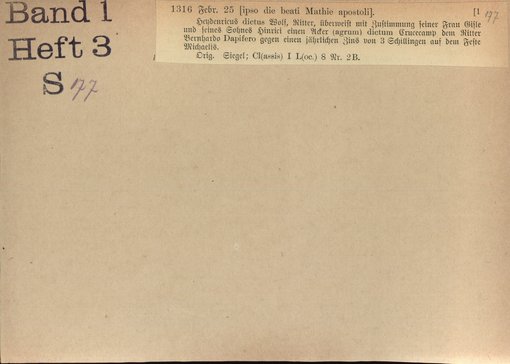 Band 1
Heft 3
S 177
1316 Febr. 25 [ipso die beati Mathie apostoli]. [1 177
Heydenricus dictus Wolf, Ritter, überweist mit Zustimmung seiner Frau Gisle
und seines Sohnes Hinrici einen Acker (agrum) dictum Crucecamp dem Ritter
Bernhardo Dapifero gegen einen jährlichen Zins von 3 Schillingen auf dem Feste
Michaelis.
Orig. Siegel; Cl(assis) I L(oc.) 8 Nr. 2B.